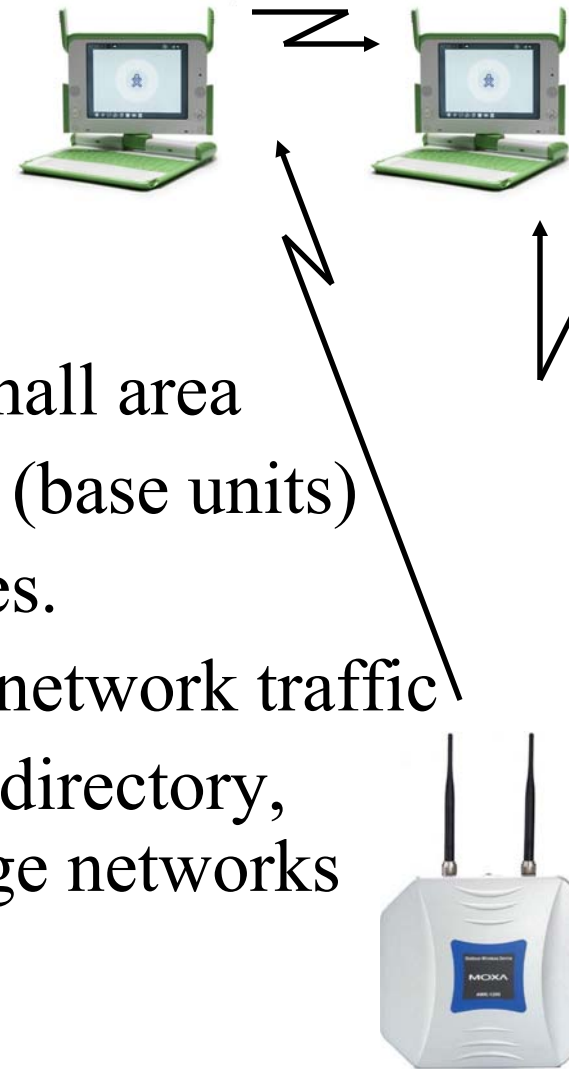 nall area
(base units)
es.
network traffic
directory,
ge networks
MOXA